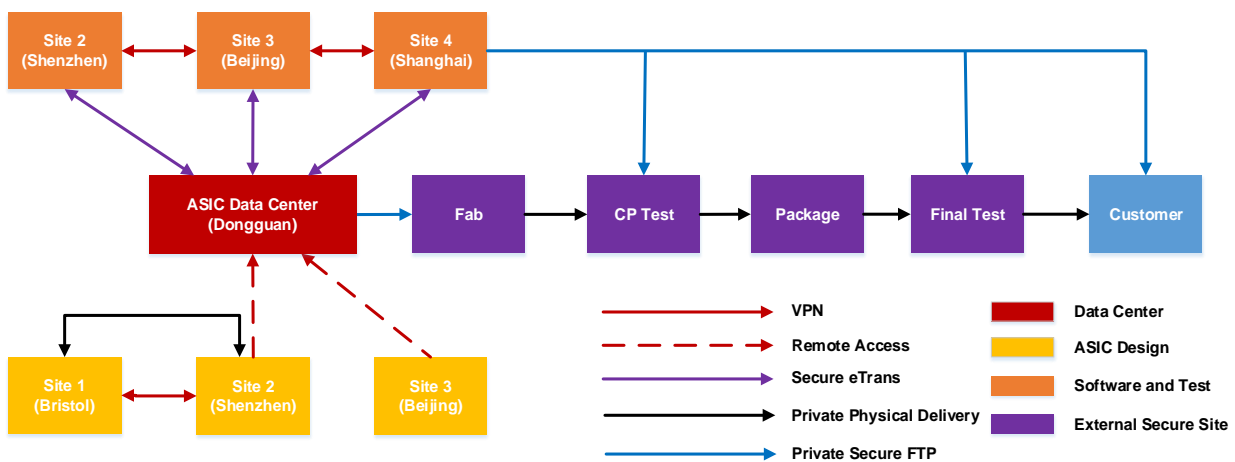 Site 2
(Shenzhen)
Site 3
(Beijing)
Site 4
(Shanghai)
ASIC Data Center
(Dongguan)
Fab
CP Test
Package
Final Test
Customer
Site 1
(Bristol)
Site 2
(Shenzhen)
Site 3
(Beijing)
VPN
Remote Access
Secure eTrans
Private Physical Delivery
Private Secure FTP
Data Center
ASIC Design
Software and Test
External Secure Site